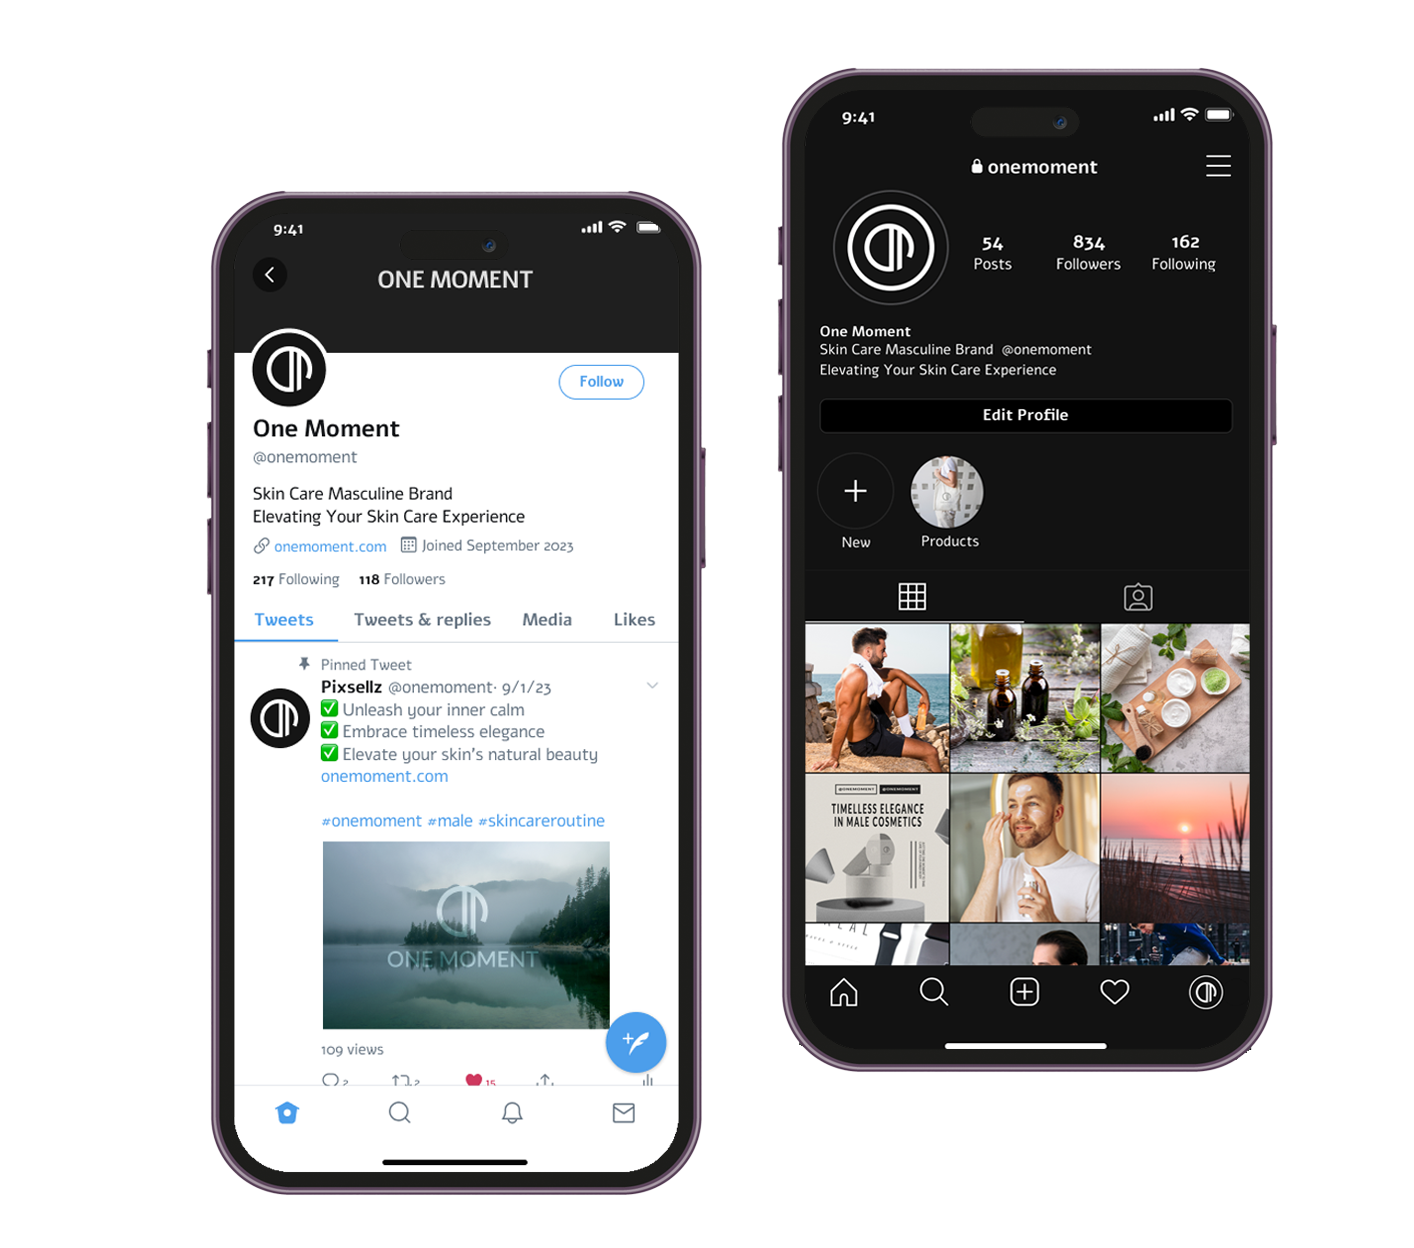 9:41
ONE MOMENT
Follow
One Moment
@onemoment
Skin Care Masculine Brand
Elevating Your Skin Care Experience
onemoment.com Joined September 2023
217 Following 118 Followers
Tweets Tweets & replies Media Likes
Pinned Tweet
Pixsellz @onemoment· 9/1/23
✅ Unleash your inner calm
✅ Embrace timeless elegance
✅ Elevate your skin's natural beauty
onemoment.com
#onemoment #male #skincareroutine
ONE MOMENT
109 views
2 2 15
9:41
onemoment
54 834 162
Posts Followers Following
One Moment
Skin Care Masculine Brand @onemoment
Elevating Your Skin Care Experience
Edit Profile
New Products
@ONEMOMENT @ONEMOMENT
TIMELLESS ELEGANCE
IN MALE COSMETICS